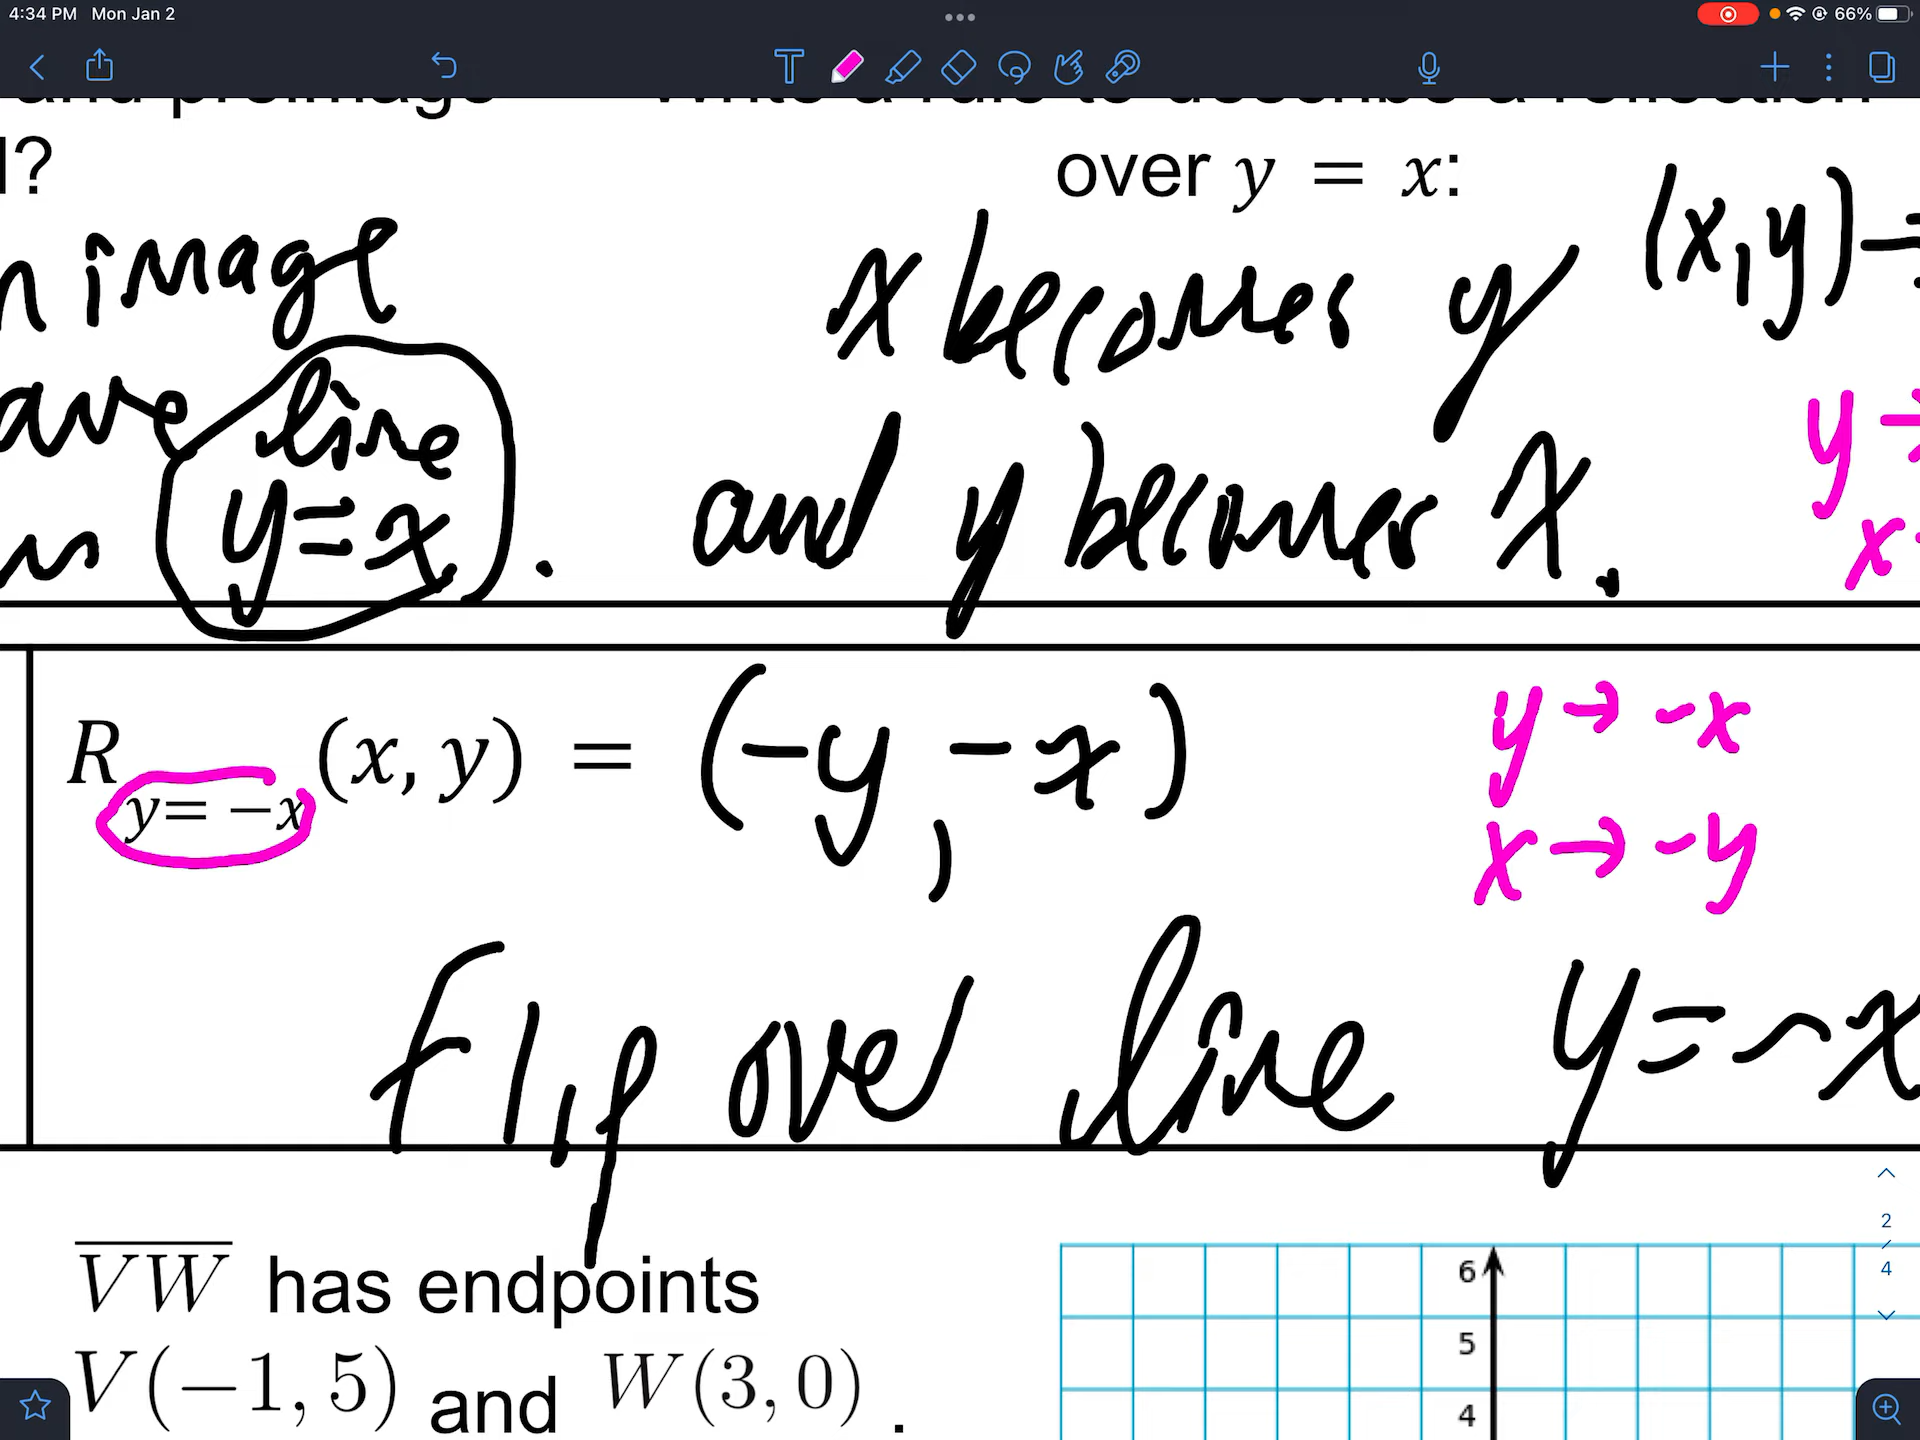 4:34 PM Mon Jan 2
66%
l?
over y = x:
(x,y)
n image
x becomes y
ave line
y=x.
and y becomes x.
y →
x
R y= −x (x, y) = (-y, -x)
y → -x
x → -y
Flip over line y=-x
VW has endpoints
V(−1, 5) and W(3, 0) .
2
4
6
5
4